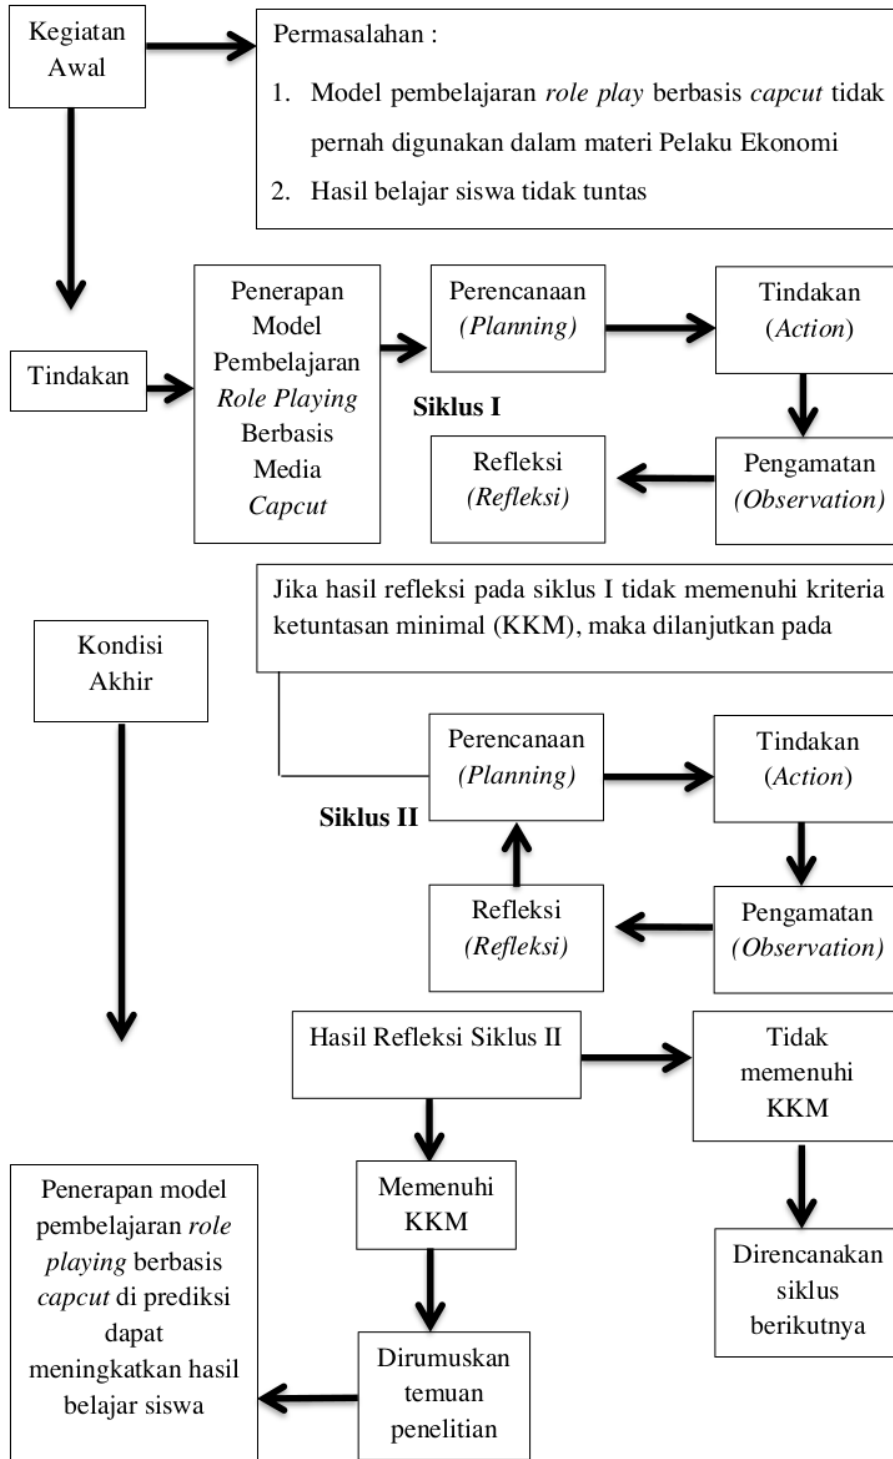 Kegiatan
Awal
Permasalahan :
1. Model pembelajaran role play berbasis capcut tidak
pernah digunakan dalam materi Pelaku Ekonomi
2. Hasil belajar siswa tidak tuntas
Tindakan
Penerapan
Model
Pembelajaran
Role Playing
Berbasis
Media
Capcut
Perencanaan
(Planning)
Tindakan
(Action)
Siklus I
Refleksi
(Refleksi)
Pengamatan
(Observation)
Jika hasil refleksi pada siklus I tidak memenuhi kriteria
ketuntasan minimal (KKM), maka dilanjutkan pada
Kondisi
Akhir
Perencanaan
(Planning)
Tindakan
(Action)
Siklus II
Refleksi
(Refleksi)
Pengamatan
(Observation)
Hasil Refleksi Siklus II
Tidak
memenuhi
KKM
Memenuhi
KKM
Direncanakan
siklus
berikutnya
Dirumuskan
temuan
penelitian
Penerapan model
pembelajaran role
playing berbasis
capcut di prediksi
dapat
meningkatkan hasil
belajar siswa